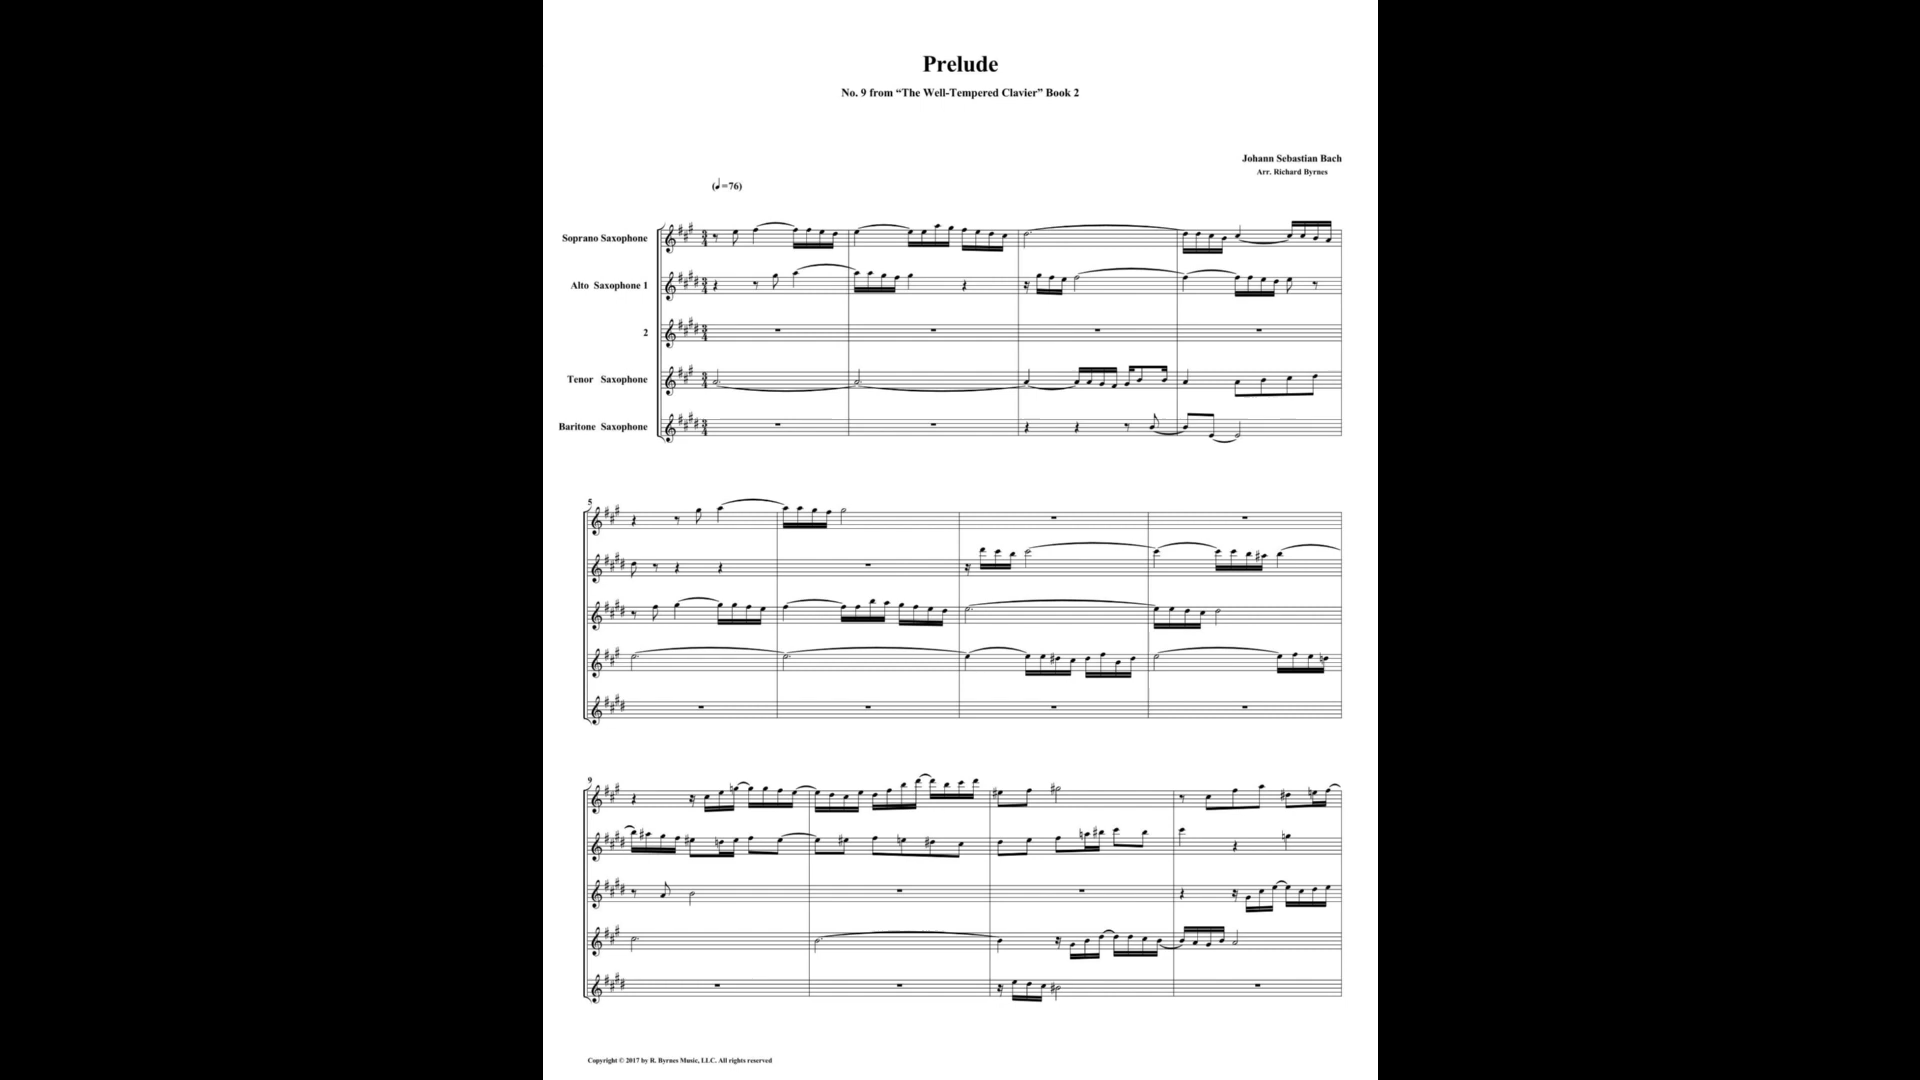 Prelude
No. 9 from “The Well-Tempered Clavier” Book 2
Johann Sebastian Bach
Arr. Richard Byrnes
(♩=76)
Soprano Saxophone
Alto Saxophone 1
2
Tenor Saxophone
Baritone Saxophone
5
9
Copyright © 2017 by R. Byrnes Music, LLC. All rights reserved